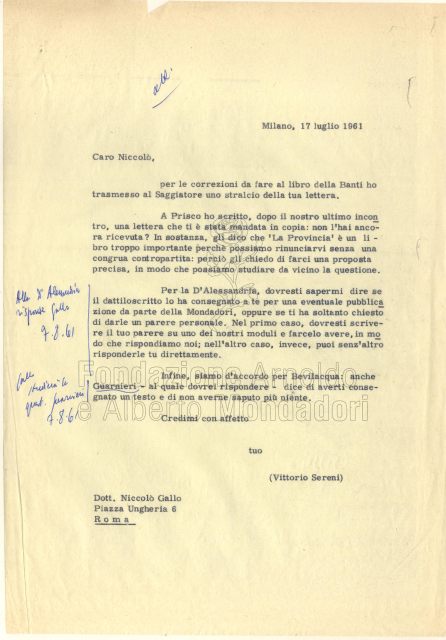 Milano, 17 luglio 1961
Caro Niccolò,
per le correzioni da fare al libro della Banti ho
trasmesso al Saggiatore uno stralcio della tua lettera.
A Prisco ho scritto, dopo il nostro ultimo incon
tro, una lettera che ti è stata mandata in copia: non l'hai ancora
ricevuta? In sostanza, gli dico che 'La Provincia' è un li-
bro troppo importante perché possiamo rinunciarvi senza una
congrua contropartita: perciò gli chiedo di farci una proposta
precisa, in modo che possiamo studiare da vicino la questione.
Per la D'Alessandria, dovresti sapermi dire se
il dattiloscritto lo ha consegnato a te per una eventuale pubblica
zione da parte della Mondadori, oppure se ti ha soltanto chiesto
di darle un parere personale. Nel primo caso, dovresti scrive-
re il tuo parere su uno dei nostri moduli e farcelo avere, in mo
do che rispondiamo noi; nell'altro caso, invece, puoi senz'altro
risponderle tu direttamente.
Alla D'Alessandria
risponde Gallo
7.8.61
Infine, siamo d'accordo per Bevilacqua: anche
Guarnieri - al quale dovrei rispondere - dice di averti conse-
gnato un testo e di non averne saputo più niente.
Gallo
7.8.61
Credimi con affetto
tuo
(Vittorio Sereni)
Dott. Niccolò Gallo
Piazza Ungheria 6
Roma
Fondazione Arnoldo
e Alberto Mondadori